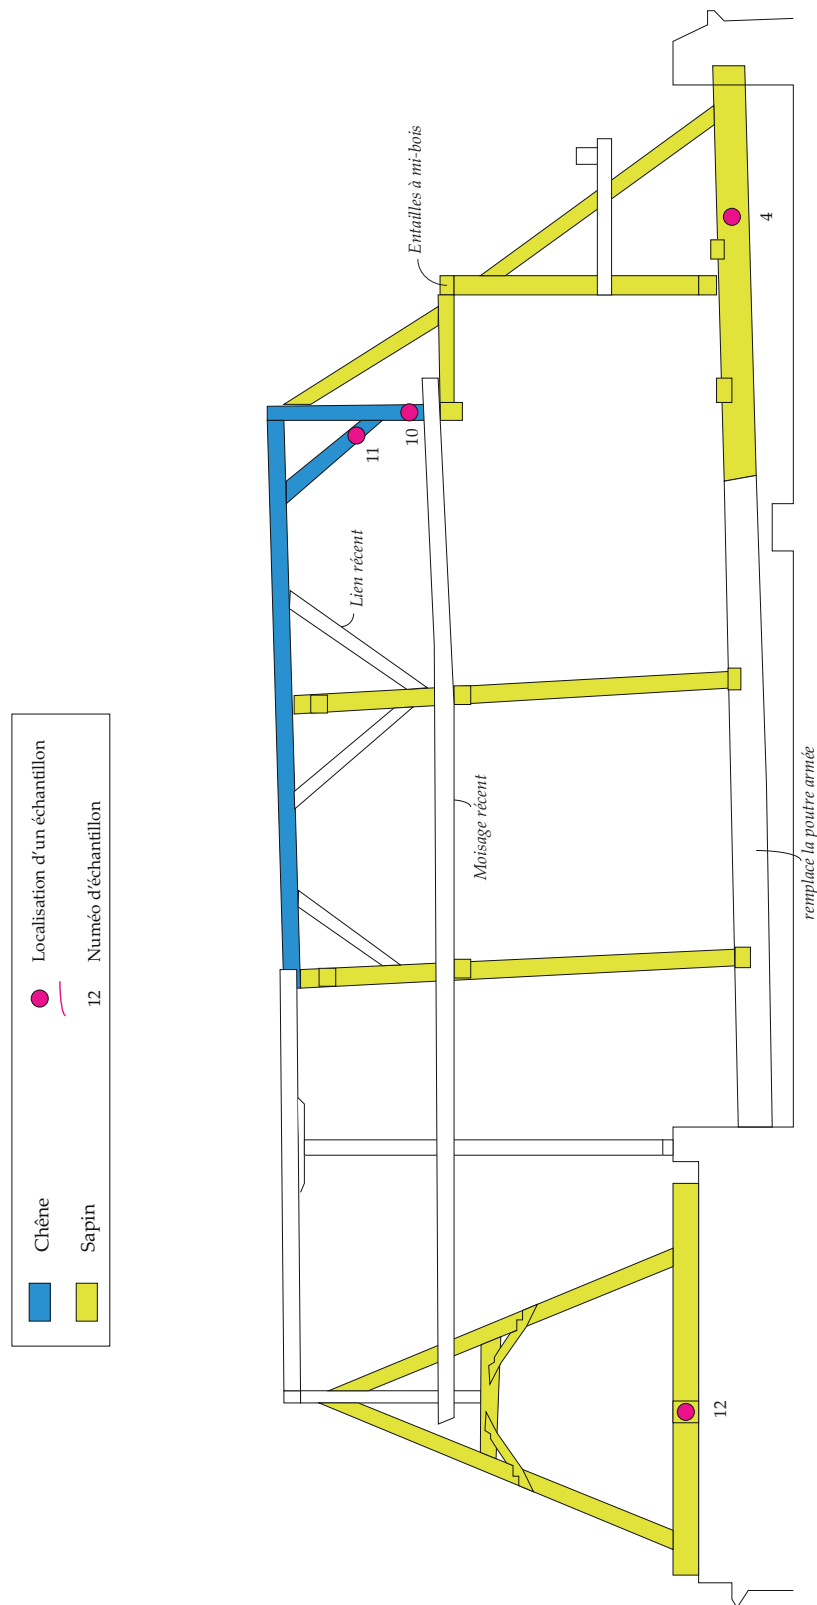 Chêne
Sapin
Localisation d'un échantillon
12 Numéo d'échantillon
Entailles à mi-bois
4
10
11
Lien récent
Moisage récent
remplace la poutre armée
12